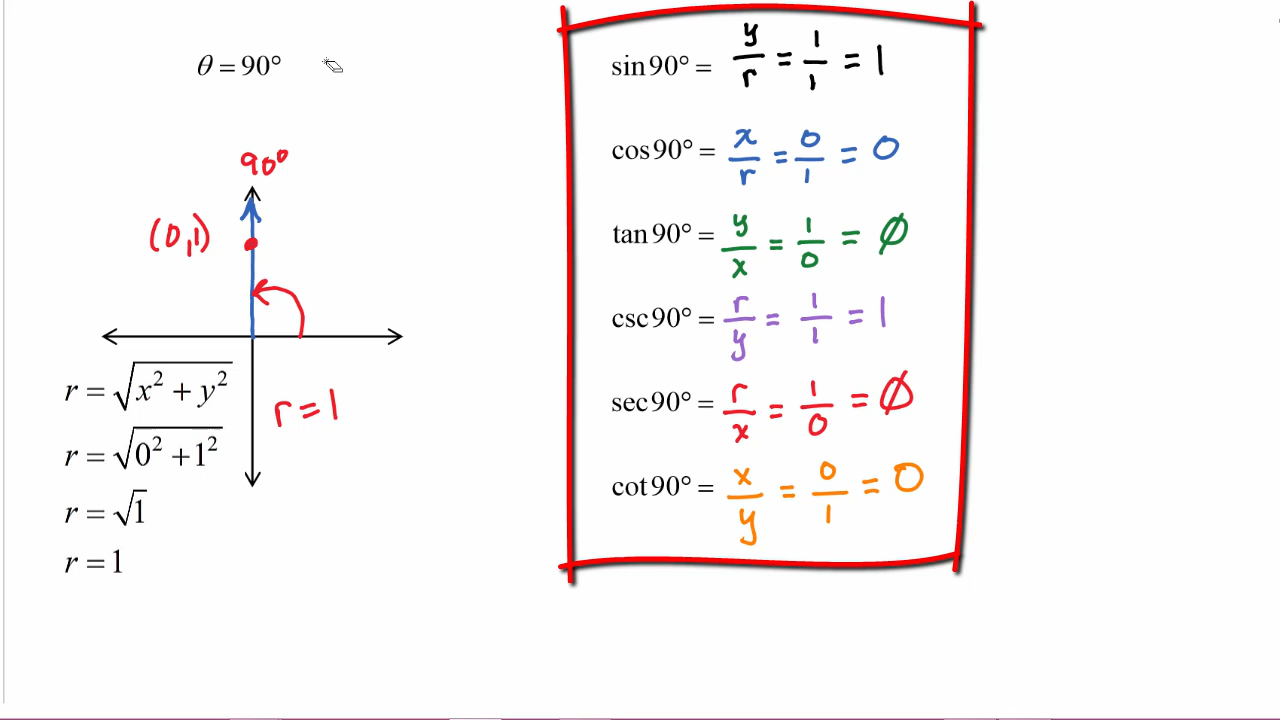 θ = 90°
90°
(0,1)
r = √(x² + y²)
r = √(0² + 1²)
r = √1
r = 1
r = 1
sin 90° = y/r = 1/1 = 1
cos 90° = x/r = 0/1 = 0
tan 90° = y/x = 1/0 = ∅
csc 90° = r/y = 1/1 = 1
sec 90° = r/x = 1/0 = ∅
cot 90° = x/y = 0/1 = 0